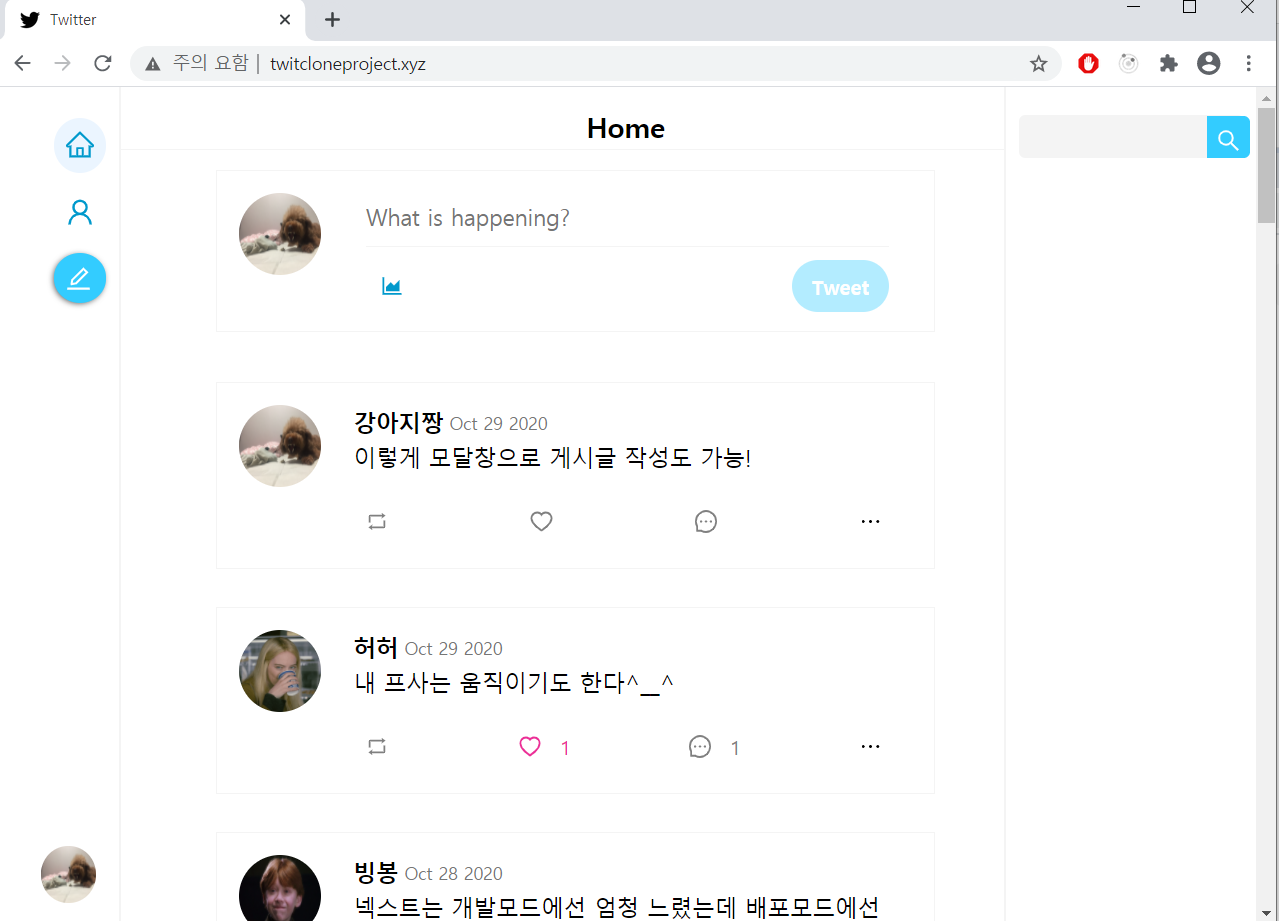 Twitter
주의 요함 | twitcloneproject.xyz
Home
What is happening?
Tweet
강아지짱 Oct 29 2020
이렇게 모달창으로 게시글 작성도 가능!
허허 Oct 29 2020
내 프사는 움직이기도 한다^__^
1 1
빙봉 Oct 28 2020
넥스트는 개발모드에선 엄청 느렸는데 배포모드에선